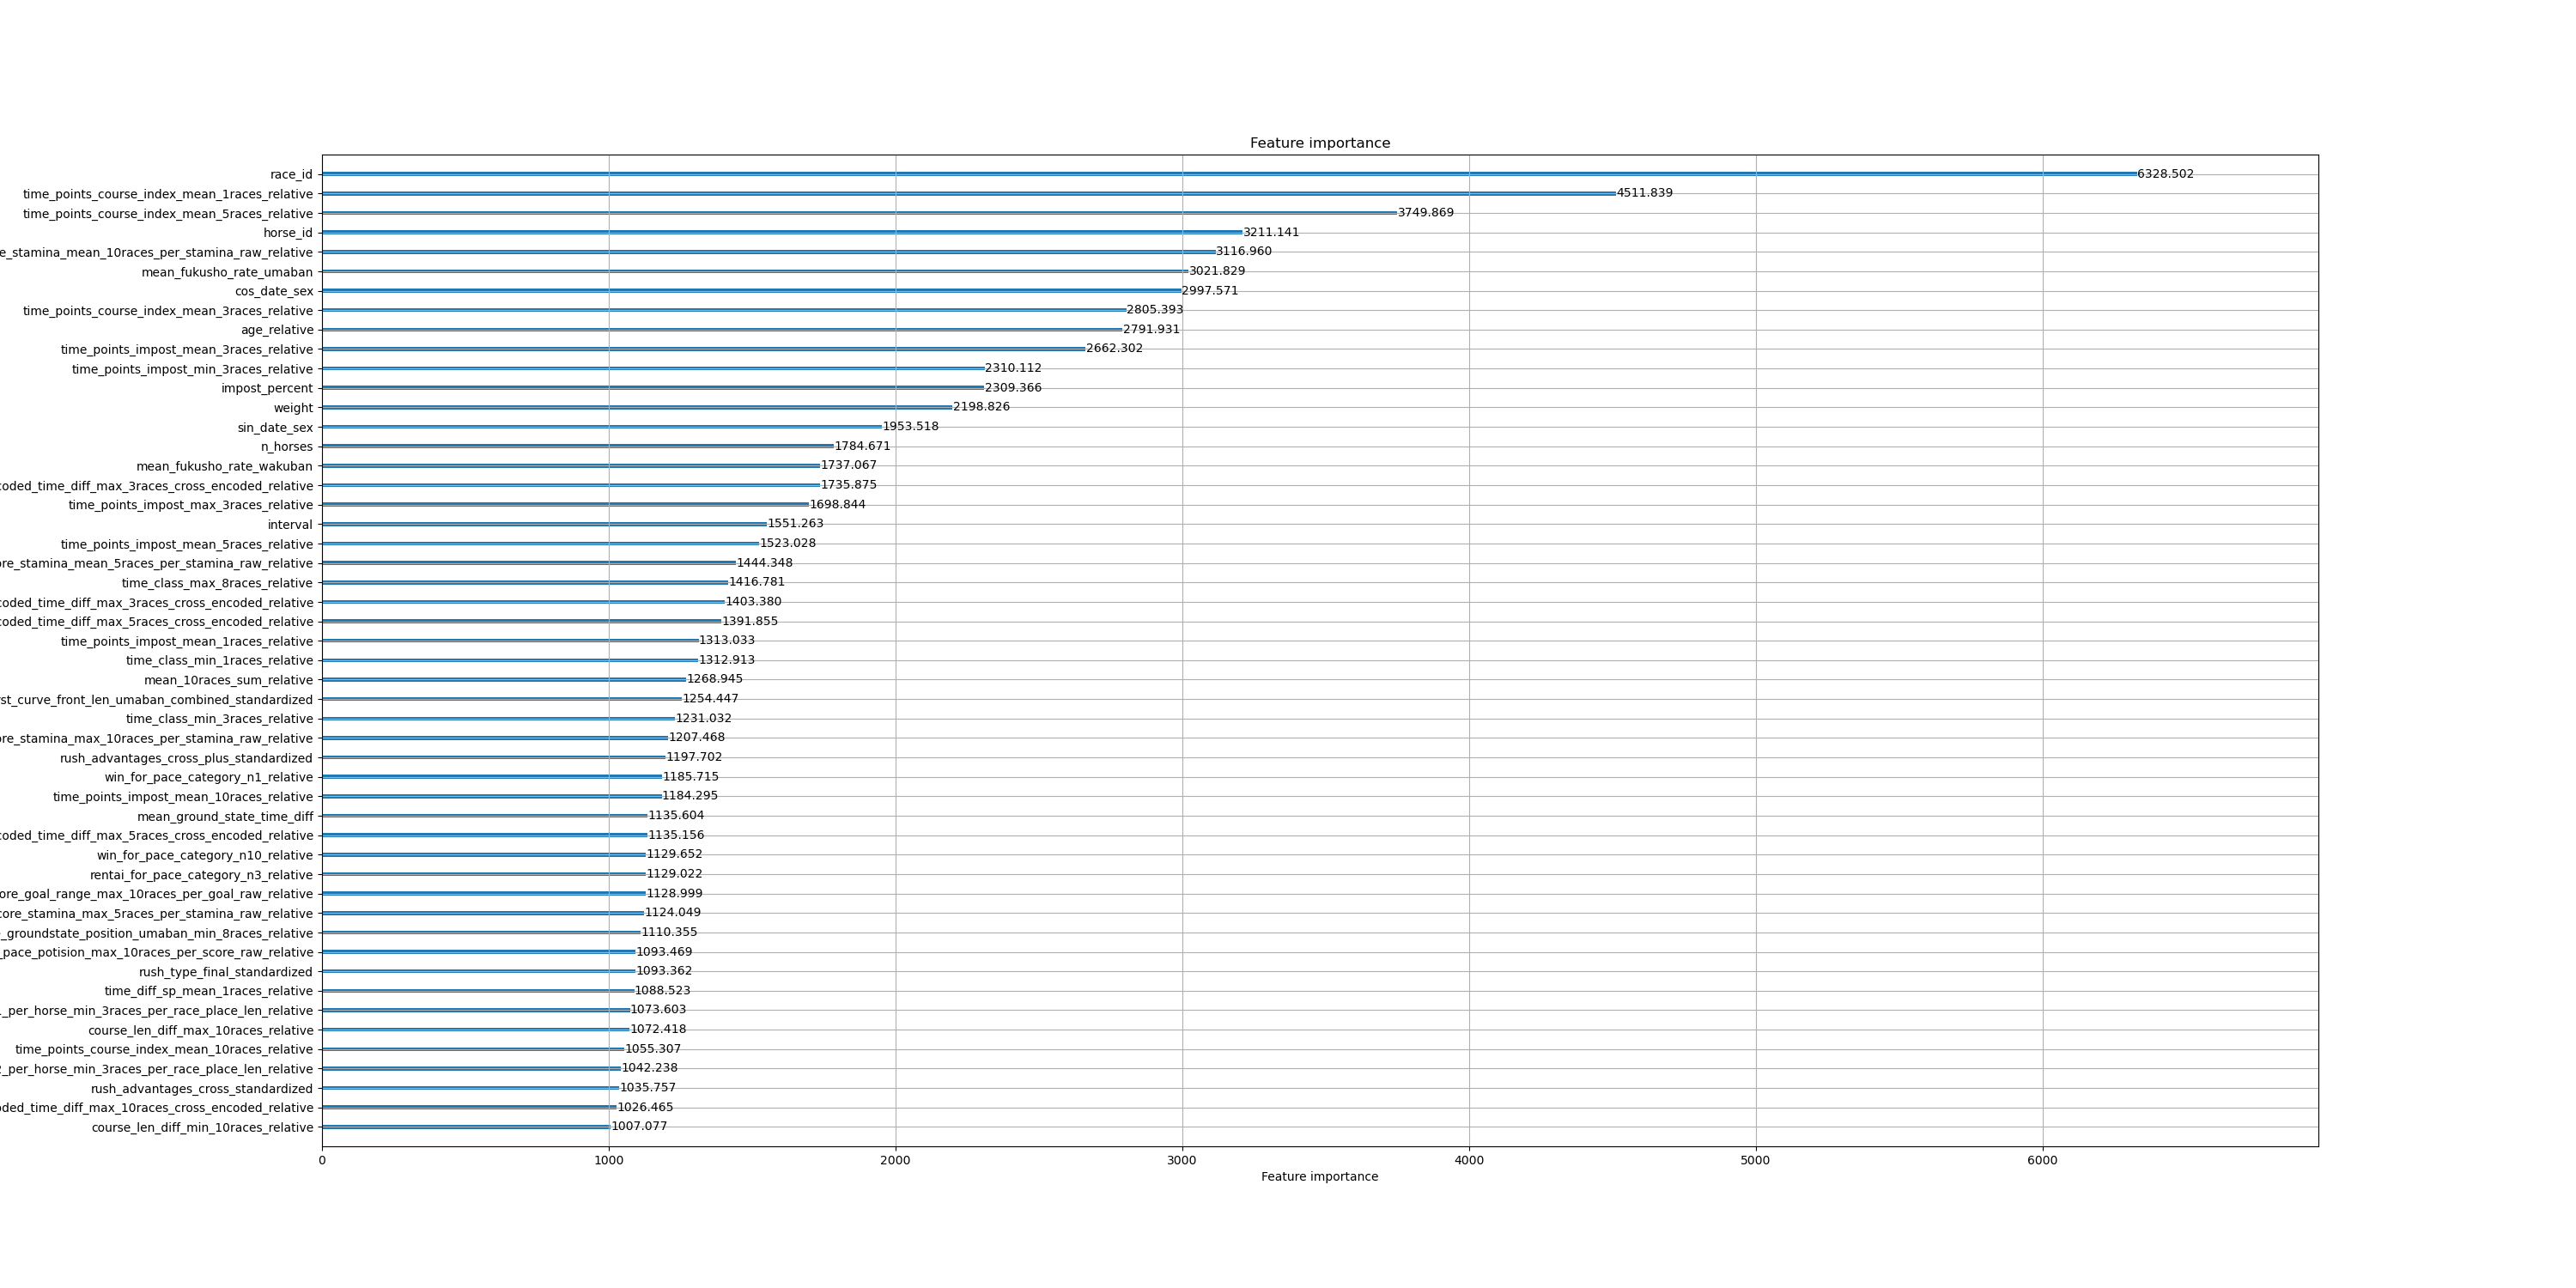 Feature importance
race_id 6328.502
time_points_course_index_mean_1races_relative 4511.839
time_points_course_index_mean_5races_relative 3749.869
horse_id 3211.141
e_stamina_mean_10races_per_stamina_raw_relative 3116.960
mean_fukusho_rate_umaban 3021.829
cos_date_sex 2997.571
time_points_course_index_mean_3races_relative 2805.393
age_relative 2791.931
time_points_impost_mean_3races_relative 2662.302
time_points_impost_min_3races_relative 2310.112
impost_percent 2309.366
weight 2198.826
sin_date_sex 1953.518
n_horses 1784.671
mean_fukusho_rate_wakuban 1737.067
coded_time_diff_max_3races_cross_encoded_relative 1735.875
time_points_impost_max_3races_relative 1698.844
interval 1551.263
time_points_impost_mean_5races_relative 1523.028
ore_stamina_mean_5races_per_stamina_raw_relative 1444.348
time_class_max_8races_relative 1416.781
coded_time_diff_max_3races_cross_encoded_relative 1403.380
coded_time_diff_max_5races_cross_encoded_relative 1391.855
time_points_impost_mean_1races_relative 1313.033
time_class_min_1races_relative 1312.913
mean_10races_sum_relative 1268.945
rst_curve_front_len_umaban_combined_standardized 1254.447
time_class_min_3races_relative 1231.032
ore_stamina_max_10races_per_stamina_raw_relative 1207.468
rush_advantages_cross_plus_standardized 1197.702
win_for_pace_category_n1_relative 1185.715
time_points_impost_mean_10races_relative 1184.295
mean_ground_state_time_diff 1135.604
coded_time_diff_max_5races_cross_encoded_relative 1135.156
win_for_pace_category_n10_relative 1129.652
rentai_for_pace_category_n3_relative 1129.022
ore_goal_range_max_10races_per_goal_raw_relative 1128.999
core_stamina_max_5races_per_stamina_raw_relative 1124.049
_groundstate_position_umaban_min_8races_relative 1110.355
_pace_potision_max_10races_per_score_raw_relative 1093.469
rush_type_final_standardized 1093.362
time_diff_sp_mean_1races_relative 1088.523
_per_horse_min_3races_per_race_place_len_relative 1073.603
course_len_diff_max_10races_relative 1072.418
time_points_course_index_mean_10races_relative 1055.307
2_per_horse_min_3races_per_race_place_len_relative 1042.238
rush_advantages_cross_standardized 1035.757
oded_time_diff_max_10races_cross_encoded_relative 1026.465
course_len_diff_min_10races_relative 1007.077
0 1000 2000 3000 4000 5000 6000
Feature importance